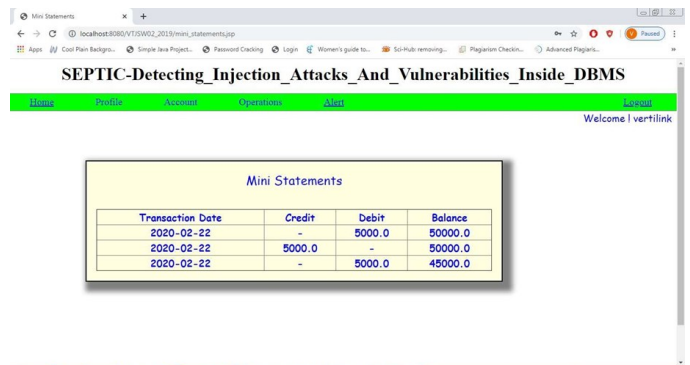 Mini Statements
localhost:8080/VT/JSW02_2019/mini_statements.jsp
Paused
Apps Cool Plain Backgro... Simple Java Project... Password Cracking Login Women's guide to... Sci-Hub: removing... Plagiarism Checkin... Advanced Plagiaris...
SEPTIC-Detecting_Injection_Attacks_And_Vulnerabilities_Inside_DBMS
Home Profile Account Operations Alert Logout
Welcome | vertilink
Mini Statements
Transaction Date Credit Debit Balance
2020-02-22 - 5000.0 50000.0
2020-02-22 5000.0 - 50000.0
2020-02-22 - 5000.0 45000.0